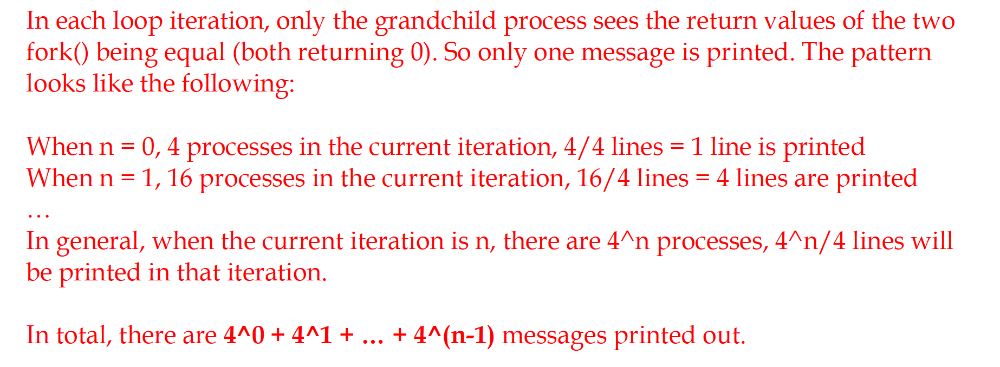 In each loop iteration, only the grandchild process sees the return values of the two
fork() being equal (both returning 0). So only one message is printed. The pattern
looks like the following:
When n = 0, 4 processes in the current iteration, 4/4 lines = 1 line is printed
When n = 1, 16 processes in the current iteration, 16/4 lines = 4 lines are printed
…
In general, when the current iteration is n, there are 4^n processes, 4^n/4 lines will
be printed in that iteration.
In total, there are 4^0 + 4^1 + … + 4^(n-1) messages printed out.